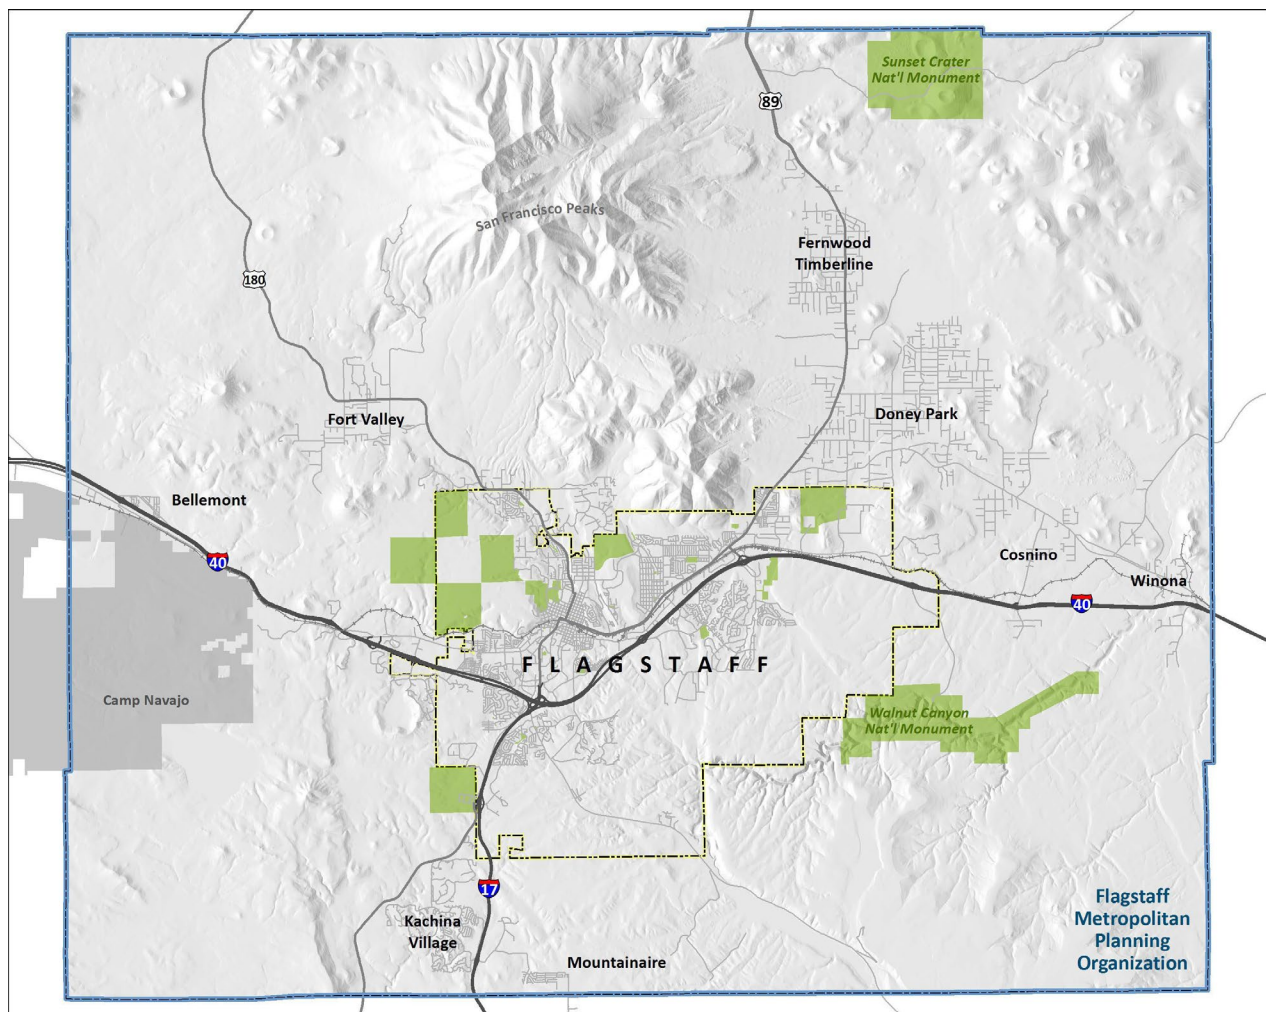 Sunset Crater
Nat'l Monument
89
San Francisco Peaks
Fernwood
Timberline
180
Fort Valley
Doney Park
Bellemont
40
Cosnino
Winona
40
FLAGSTAFF
Camp Navajo
Walnut Canyon
Nat'l Monument
17
Kachina
Village
Mountainaire
Flagstaff
Metropolitan
Planning
Organization